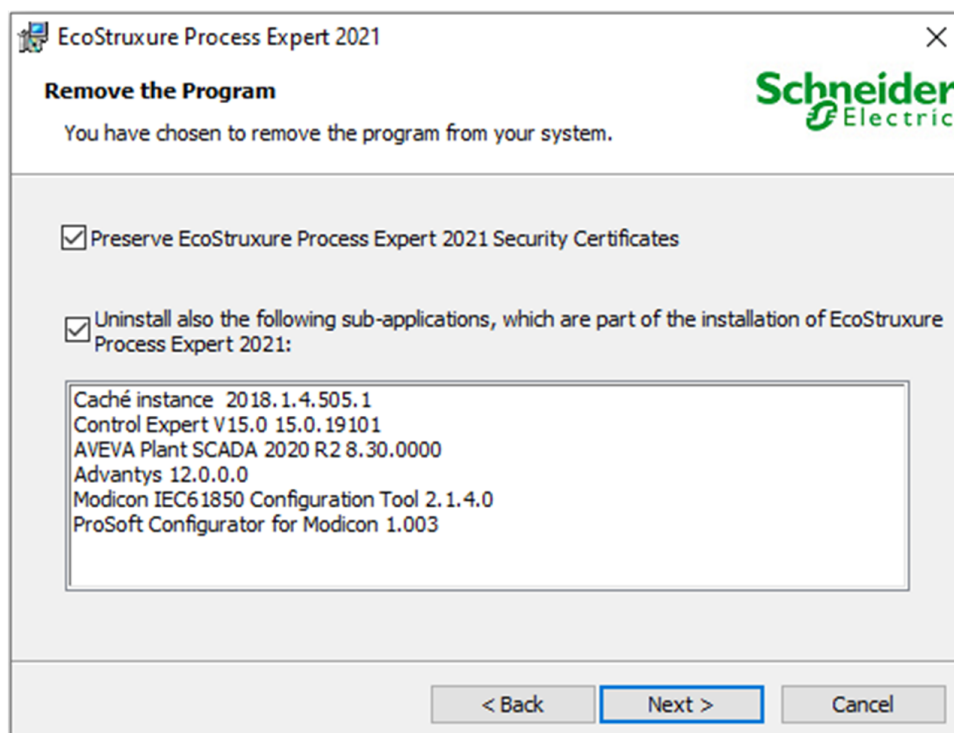 EcoStruxure Process Expert 2021
Remove the Program
You have chosen to remove the program from your system.
Schneider
Electric
Preserve EcoStruxure Process Expert 2021 Security Certificates
Uninstall also the following sub-applications, which are part of the installation of EcoStruxure
Process Expert 2021:
Caché instance  2018.1.4.505.1
Control Expert V15.0 15.0.19101
AVEVA Plant SCADA 2020 R2 8.30.0000
Advantys 12.0.0.0
Modicon IEC61850 Configuration Tool 2.1.4.0
ProSoft Configurator for Modicon 1.003
< Back
Next >
Cancel